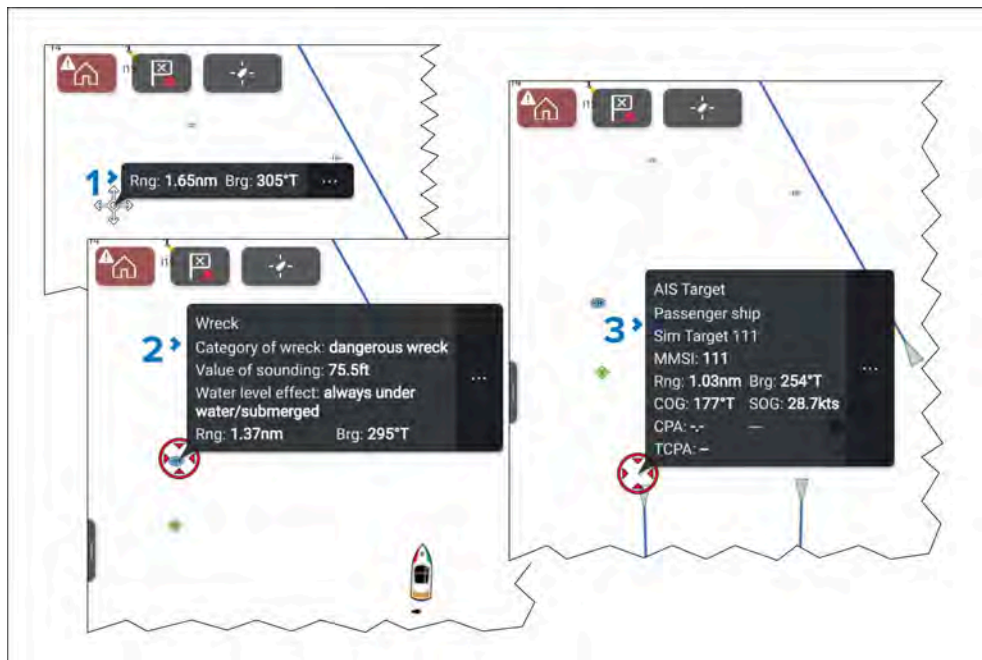 1
Rng: 1.65nm Brg: 305°T ...
2
Wreck
Category of wreck: dangerous wreck
Value of sounding: 75.5ft
Water level effect: always under
water/submerged
Rng: 1.37nm Brg: 295°T
...
3
AIS Target
Passenger ship
Sim Target 111
MMSI: 111
Rng: 1.03nm Brg: 254°T
COG: 177°T SOG: 28.7kts
CPA: -.- —
TCPA: –
...